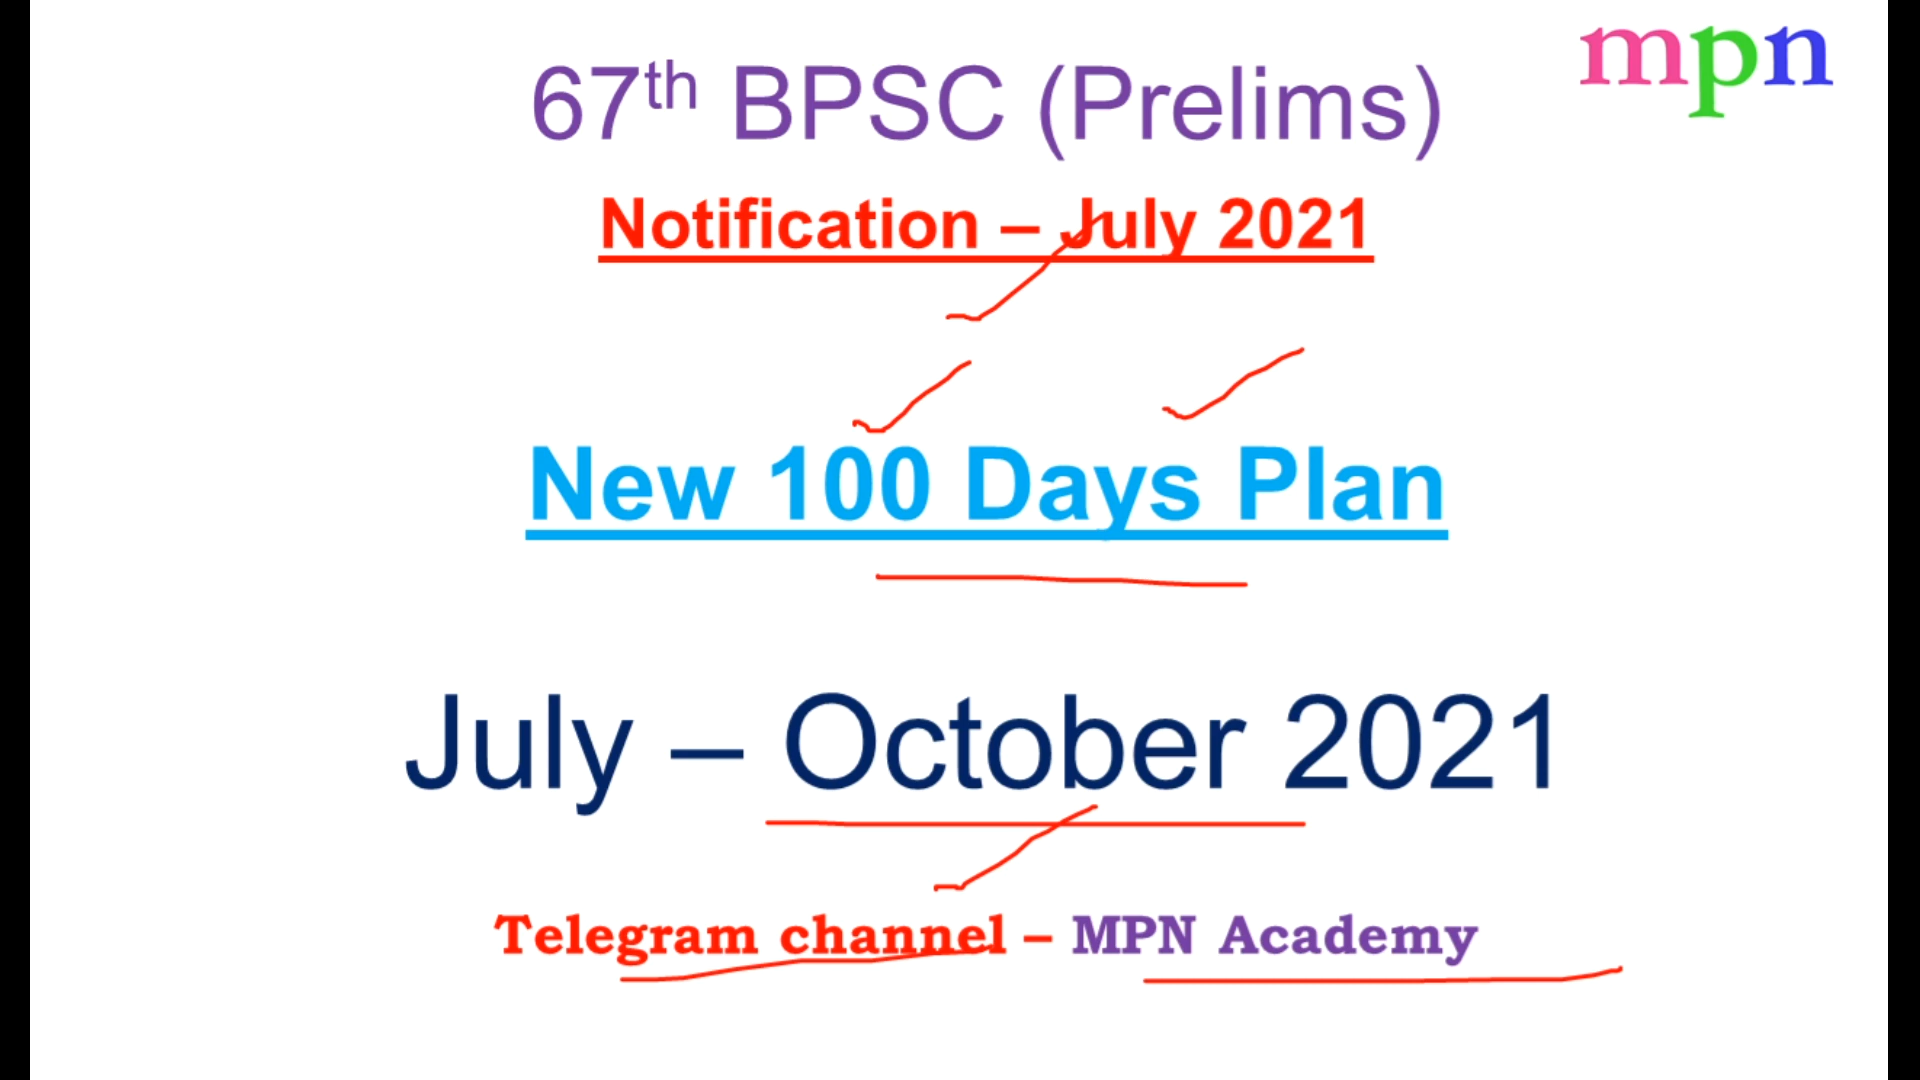 mpn
67th BPSC (Prelims)
Notification – July 2021
New 100 Days Plan
July – October 2021
Telegram channel – MPN Academy